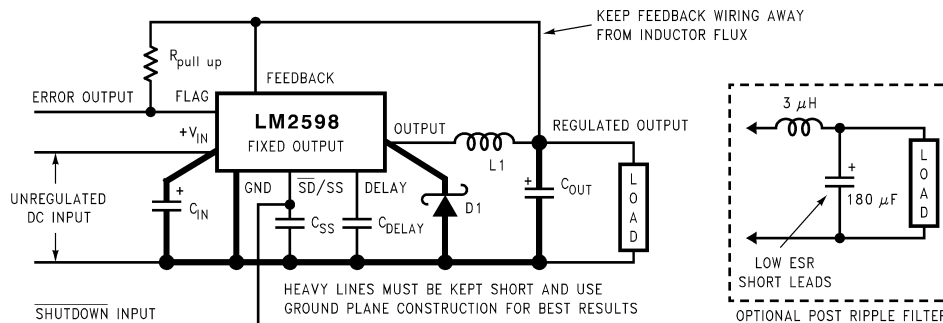 KEEP FEEDBACK WIRING AWAY
FROM INDUCTOR FLUX
Rpull up
FEEDBACK
ERROR OUTPUT
FLAG
LM2598
FIXED OUTPUT
+VIN
OUTPUT
L1
REGULATED OUTPUT
3 μH
UNREGULATED
DC INPUT
+
CIN
GND
SD/SS
DELAY
CSS
CDELAY
D1
+
COUT
LOAD
+
180 μF
LOAD
LOW ESR
SHORT LEADS
HEAVY LINES MUST BE KEPT SHORT AND USE
GROUND PLANE CONSTRUCTION FOR BEST RESULTS
SHUTDOWN INPUT
OPTIONAL POST RIPPLE FILTER